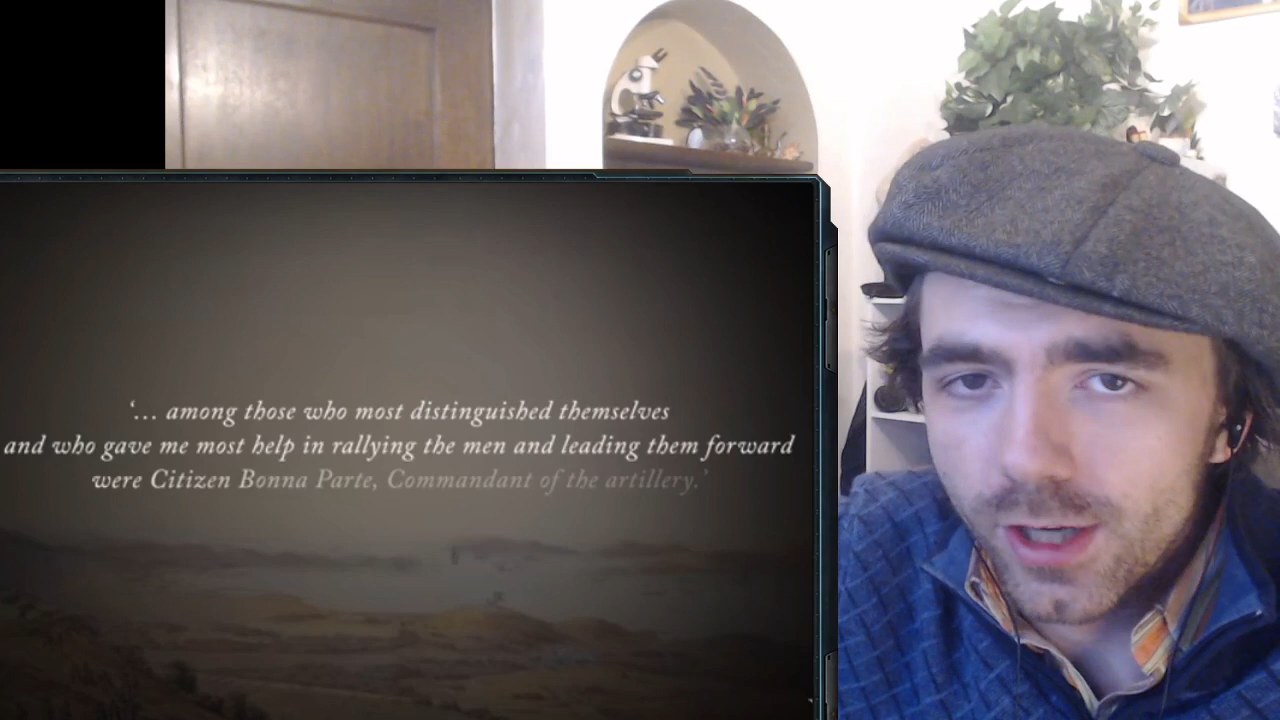 ‘... among those who most distinguished themselves
and who gave me most help in rallying the men and leading them forward
were Citizen Bonna Parte, Commandant of the artillery.’